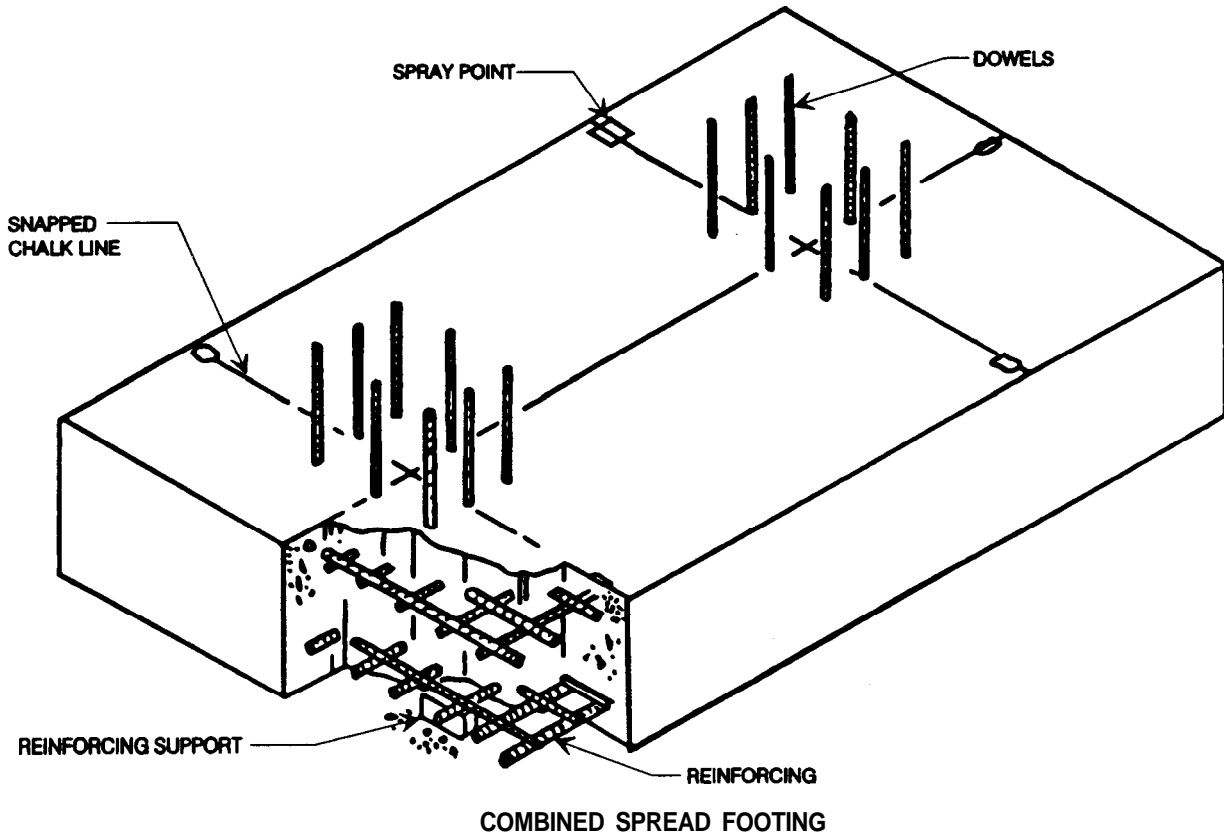 SPRAY POINT
DOWELS
SNAPPED
CHALK LINE
REINFORCING SUPPORT
REINFORCING
COMBINED SPREAD FOOTING